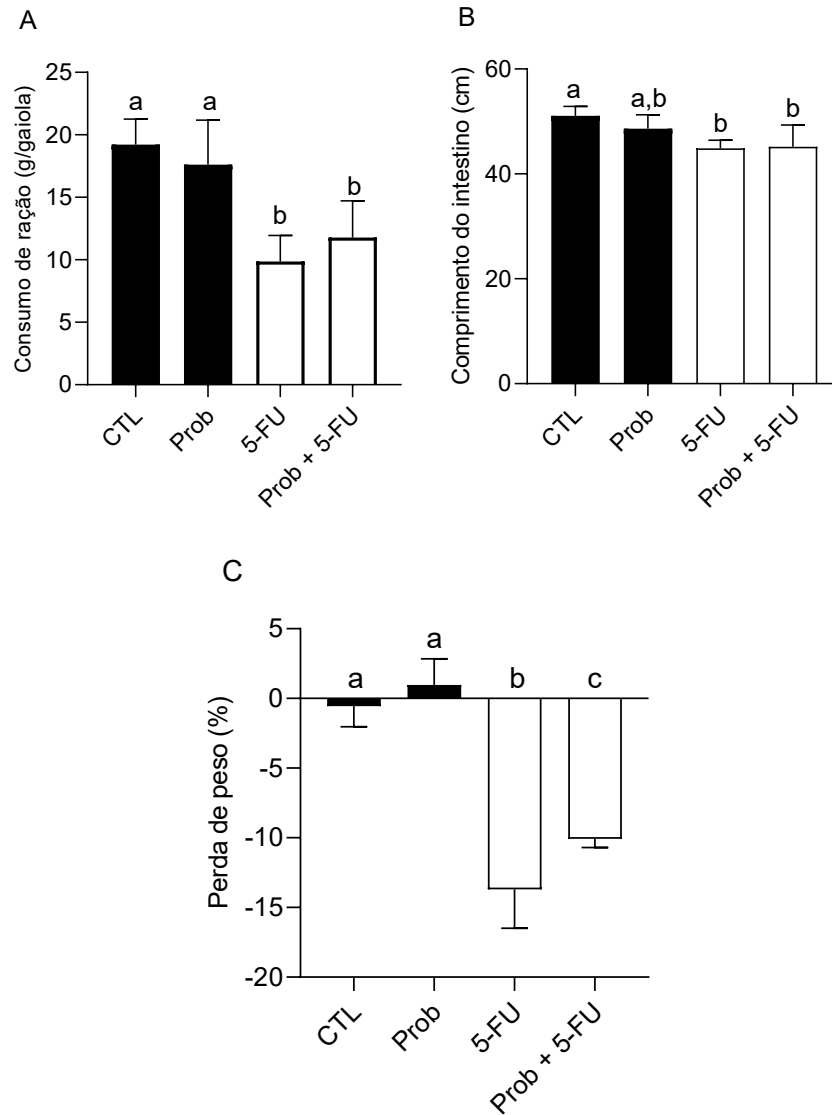 A
Consumo de ração (g/gaiola)
25
20
15
10
5
0
a
a
b
b
CTL
Prob
5-FU
Prob + 5-FU
B
Comprimento do intestino (cm)
60
40
20
0
a
a,b
b
b
CTL
Prob
5-FU
Prob + 5-FU
C
Perda de peso (%)
5
0
-5
-10
-15
-20
a
a
b
c
CTL
Prob
5-FU
Prob + 5-FU